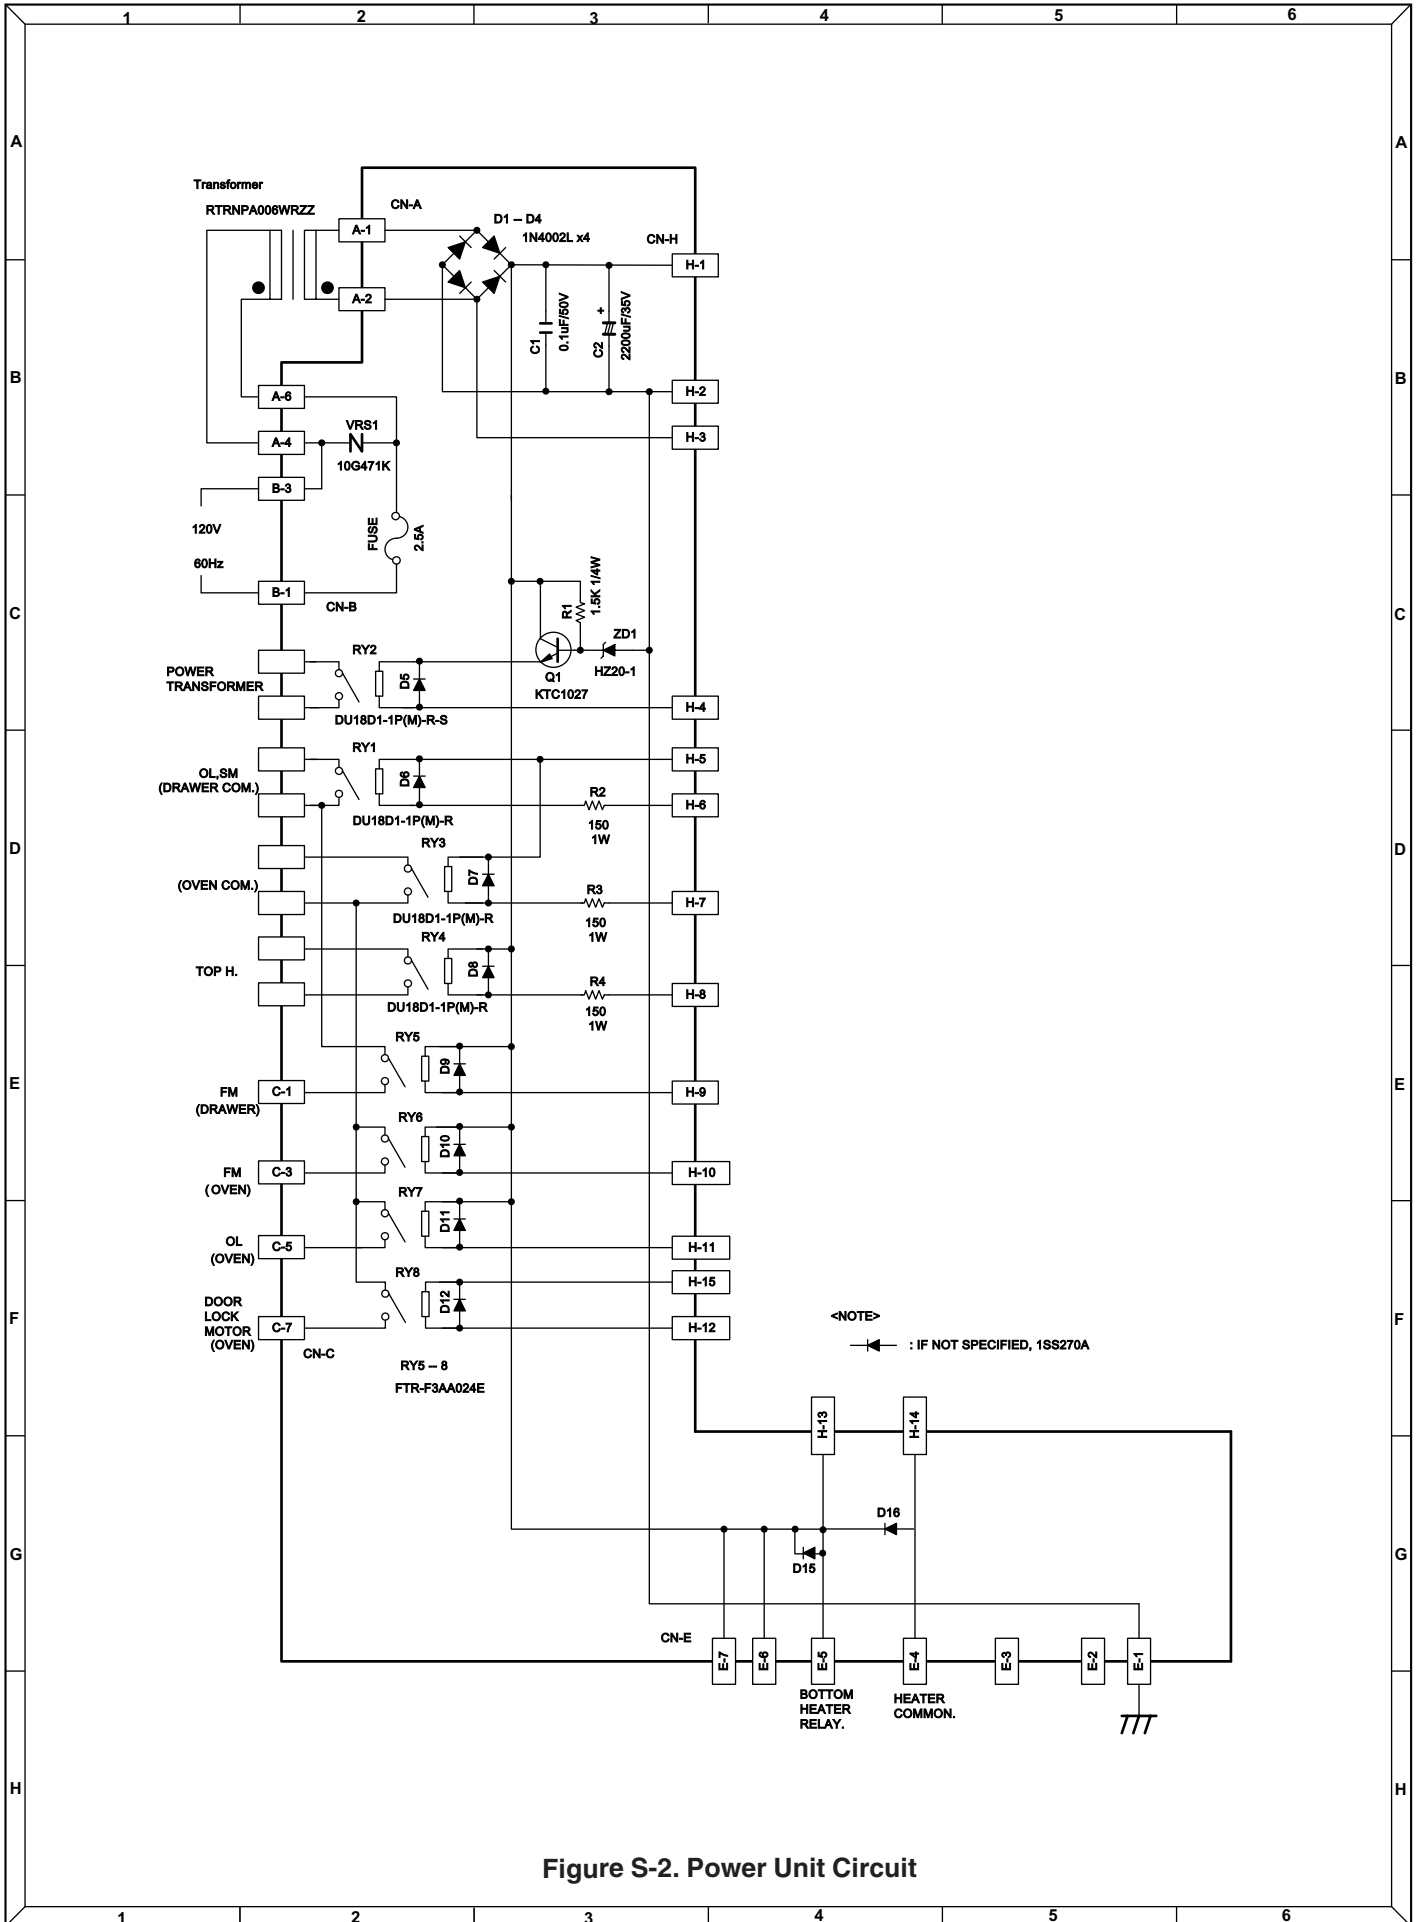 1 2 3 4 5 6
A A
Transformer
RTRNPA006WRZZ
CN-A
A-1
D1 – D4
1N4002L x4
CN-H
H-1
A-2
C1
0.1uF/50V
+
C2
2200uF/35V
B B
A-6
H-2
VRS1
A-4
H-3
10G471K
B-3
120V
FUSE
2.5A
60Hz
B-1
CN-B
R1
1.5K 1/4W
C C
ZD1
HZ20-1
Q1
KTC1027
RY2
POWER
TRANSFORMER
D5
DU18D1-1P(M)-R-S
H-4
RY1
H-5
OL,SM
(DRAWER COM.)
D6
R2
H-6
150
1W
DU18D1-1P(M)-R
D D
RY3
(OVEN COM.)
D7
R3
H-7
150
1W
DU18D1-1P(M)-R
RY4
TOP H.
D8
R4
H-8
150
1W
DU18D1-1P(M)-R
RY5
E E
D9
FM
(DRAWER)
C-1
H-9
RY6
D10
FM
( OVEN)
C-3
H-10
RY7
D11
OL
(OVEN)
C-5
H-11
RY8
H-15
D12
DOOR
LOCK
MOTOR
(OVEN)
C-7
H-12
CN-C
F F
RY5 – 8
FTR-F3AA024E
<NOTE>
: IF NOT SPECIFIED, 1SS270A
H-13
H-14
D16
D15
G G
CN-E
E-7
E-6
E-5
E-4
E-3
E-2
E-1
BOTTOM
HEATER
RELAY.
HEATER
COMMON.
H H
Figure S-2. Power Unit Circuit
1 2 3 4 5 6